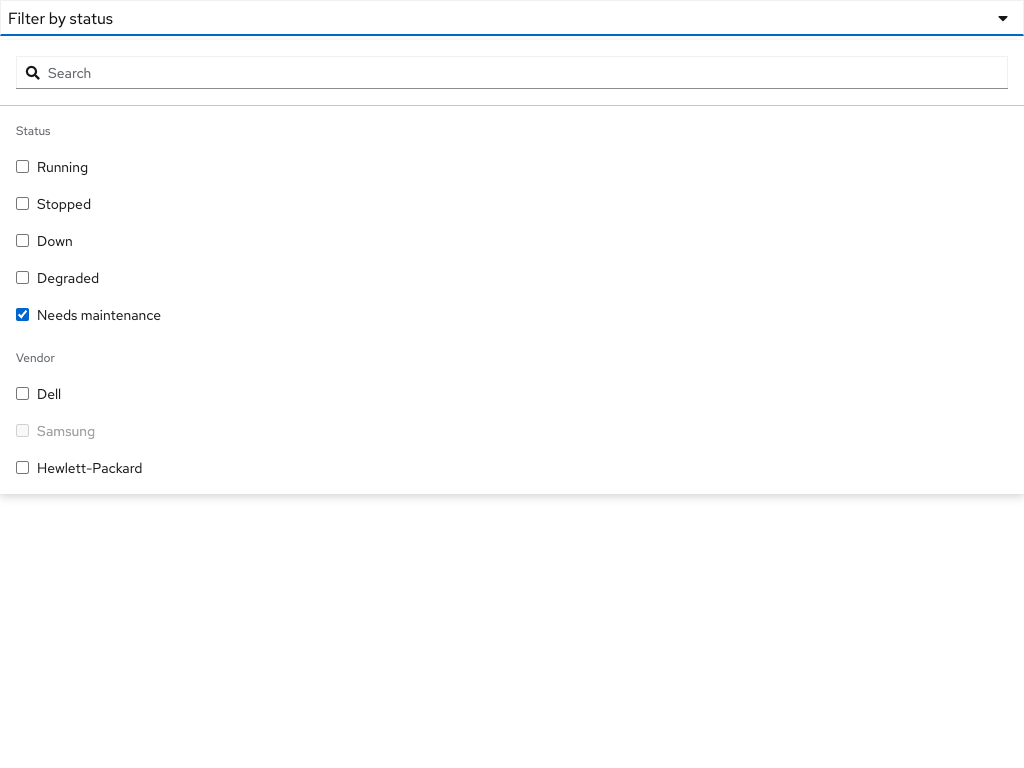 Filter by status
Search
Status
Running
Stopped
Down
Degraded
Needs maintenance
Vendor
Dell
Samsung
Hewlett-Packard